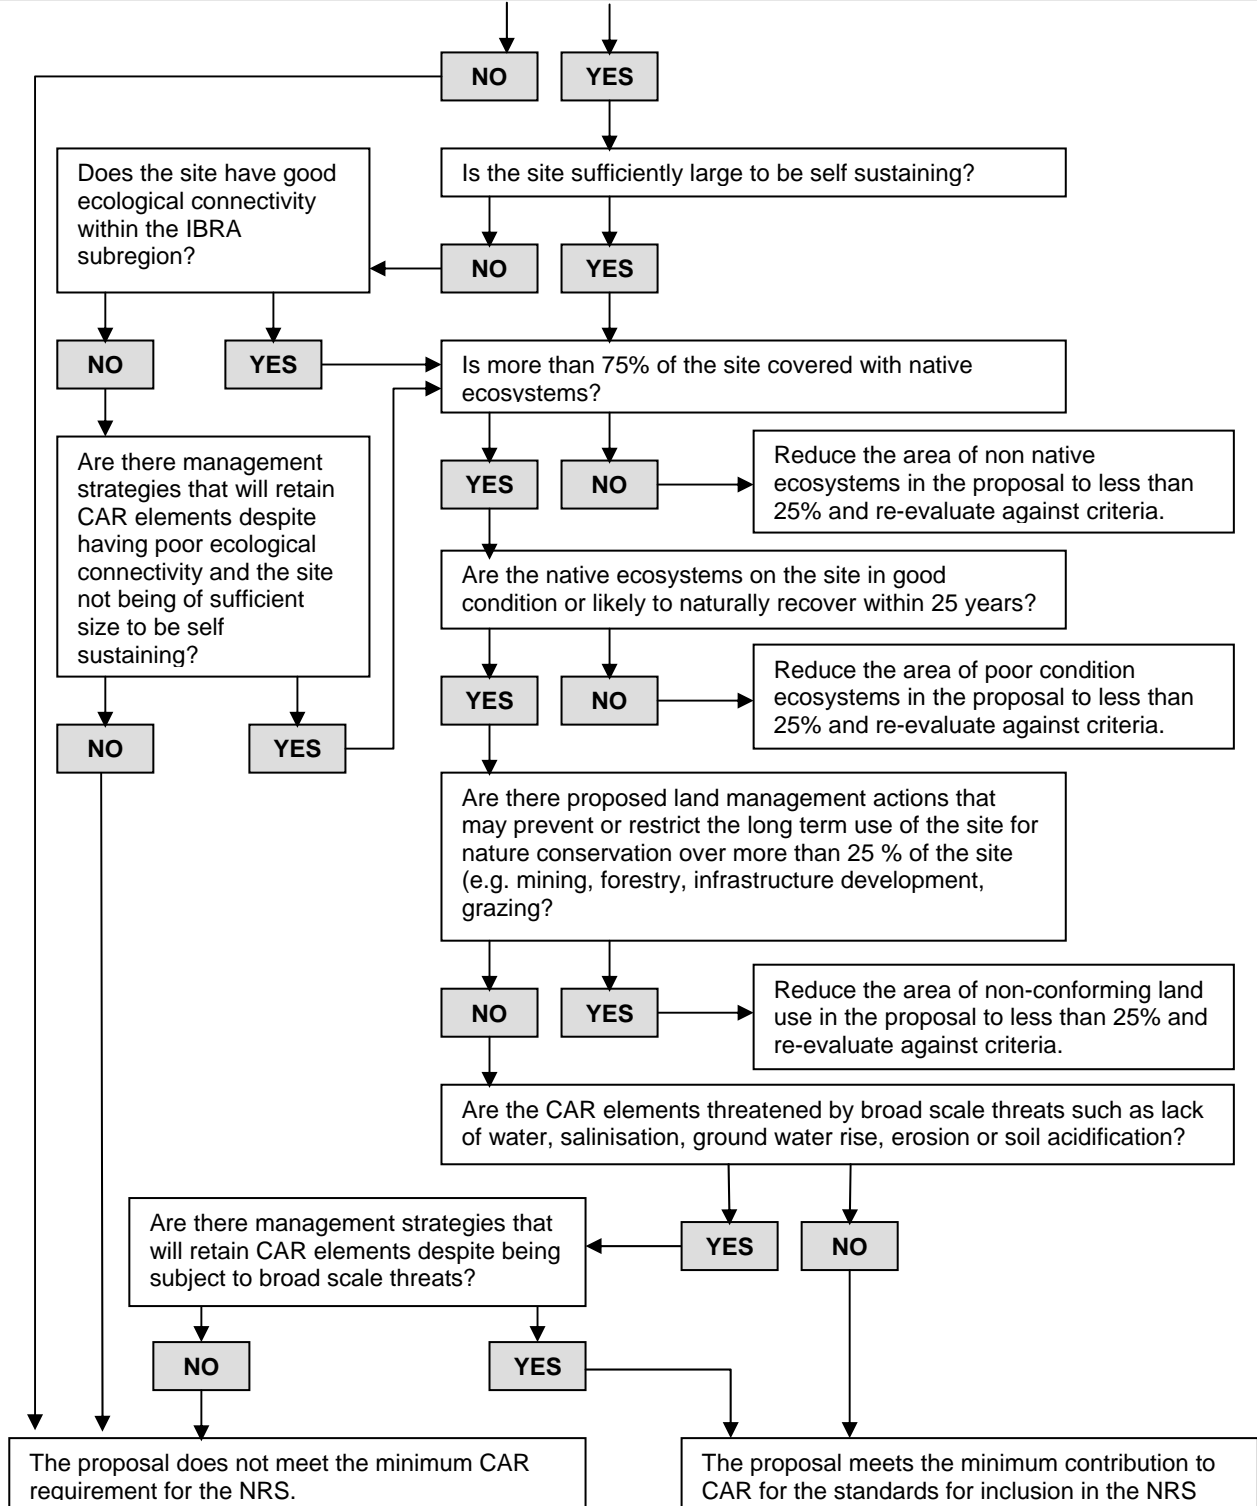 NO
YES
Does the site have good
ecological connectivity
within the IBRA
subregion?
Is the site sufficiently large to be self sustaining?
NO
YES
NO
YES
Is more than 75% of the site covered with native
ecosystems?
Are there management
strategies that will retain
CAR elements despite
having poor ecological
connectivity and the site
not being of sufficient
size to be self
sustaining?
YES
NO
Reduce the area of non native
ecosystems in the proposal to less than
25% and re-evaluate against criteria.
Are the native ecosystems on the site in good
condition or likely to naturally recover within 25 years?
YES
NO
Reduce the area of poor condition
ecosystems in the proposal to less than
25% and re-evaluate against criteria.
NO
YES
Are there proposed land management actions that
may prevent or restrict the long term use of the site for
nature conservation over more than 25 % of the site
(e.g. mining, forestry, infrastructure development,
grazing?
NO
YES
Reduce the area of non-conforming land
use in the proposal to less than 25% and
re-evaluate against criteria.
Are the CAR elements threatened by broad scale threats such as lack
of water, salinisation, ground water rise, erosion or soil acidification?
Are there management strategies that
will retain CAR elements despite being
subject to broad scale threats?
YES
NO
NO
YES
The proposal does not meet the minimum CAR
requirement for the NRS.
The proposal meets the minimum contribution to
CAR for the standards for inclusion in the NRS